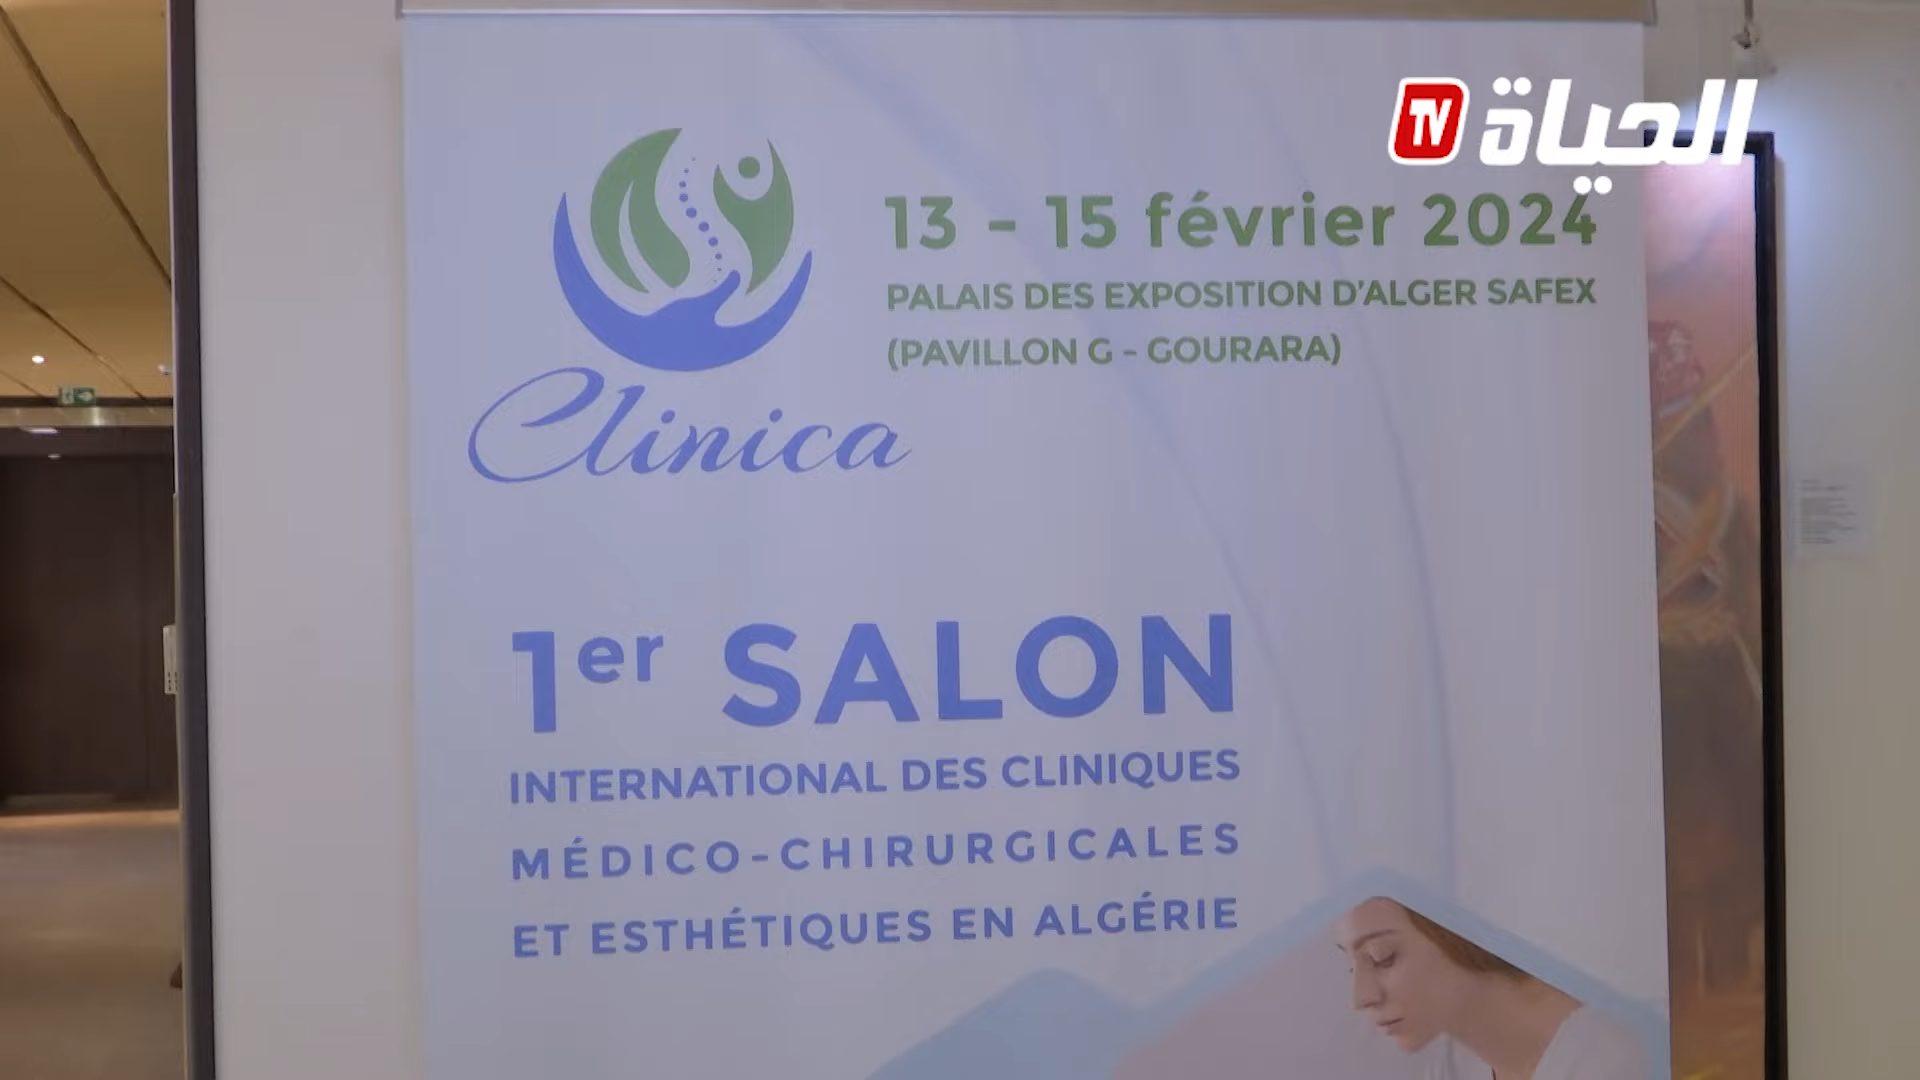 TV الحياة
13 - 15 février 2024
PALAIS DES EXPOSITION D'ALGER SAFEX
(PAVILLON G - GOURARA)
Clinica
1er SALON
INTERNATIONAL DES CLINIQUES
MÉDICO-CHIRURGICALES
ET ESTHÉTIQUES EN ALGÉRIE